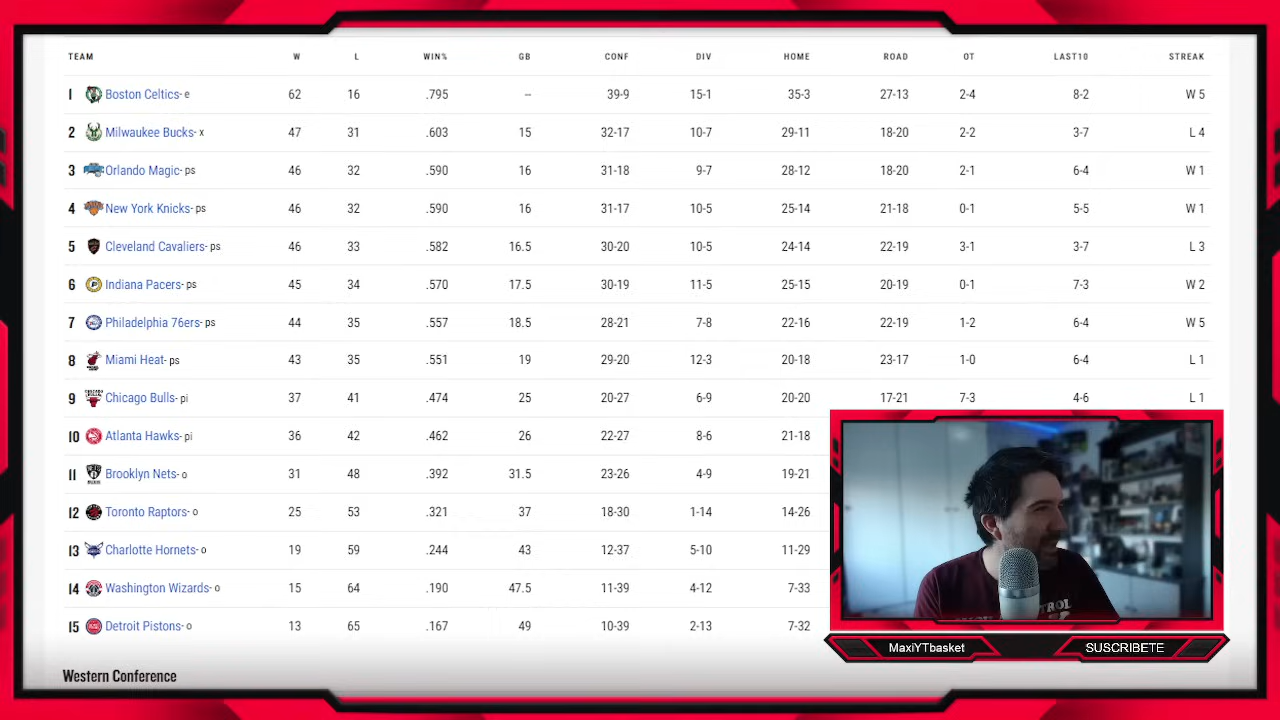 TEAM W L WIN% GB CONF DIV HOME ROAD OT LAST10 STREAK
1 Boston Celtics - e 62 16 .795 -- 39-9 15-1 35-3 27-13 2-4 8-2 W 5
2 Milwaukee Bucks - x 47 31 .603 15 32-17 10-7 29-11 18-20 2-2 3-7 L 4
3 Orlando Magic - ps 46 32 .590 16 31-18 9-7 28-12 18-20 2-1 6-4 W 1
4 New York Knicks - ps 46 32 .590 16 31-17 10-5 25-14 21-18 0-1 5-5 W 1
5 Cleveland Cavaliers - ps 46 33 .582 16.5 30-20 10-5 24-14 22-19 3-1 3-7 L 3
6 Indiana Pacers - ps 45 34 .570 17.5 30-19 11-5 25-15 20-19 0-1 7-3 W 2
7 Philadelphia 76ers - ps 44 35 .557 18.5 28-21 7-8 22-16 22-19 1-2 6-4 W 5
8 Miami Heat - ps 43 35 .551 19 29-20 12-3 20-18 23-17 1-0 6-4 L 1
9 Chicago Bulls - pi 37 41 .474 25 20-27 6-9 20-20 17-21 7-3 4-6 L 1
10 Atlanta Hawks - pi 36 42 .462 26 22-27 8-6 21-18
11 Brooklyn Nets - o 31 48 .392 31.5 23-26 4-9 19-21
12 Toronto Raptors - o 25 53 .321 37 18-30 1-14 14-26
13 Charlotte Hornets - o 19 59 .244 43 12-37 5-10 11-29
14 Washington Wizards - o 15 64 .190 47.5 11-39 4-12 7-33
15 Detroit Pistons - o 13 65 .167 49 10-39 2-13 7-32
MaxiYTbasket SUSCRIBETE
Western Conference